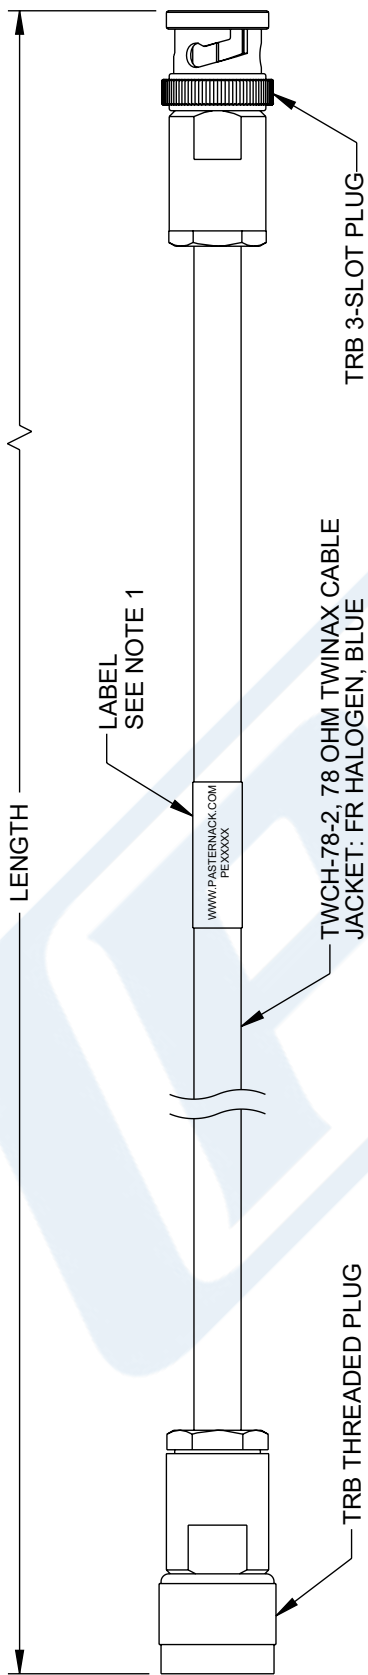 LENGTH
LABEL
SEE NOTE 1
WWW.PASTERNACK.COM
PEXXXXX
TRB THREADED PLUG
TWCH-78-2, 78 OHM TWINAX CABLE
JACKET: FR HALOGEN, BLUE
TRB 3-SLOT PLUG